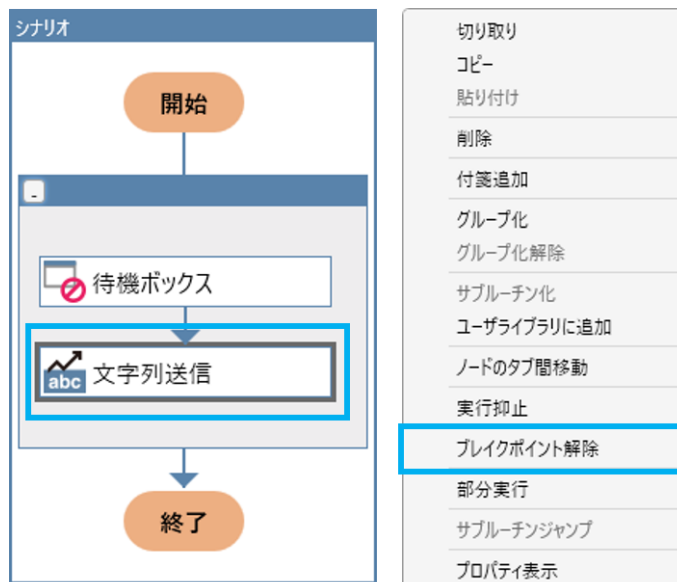 シナリオ
開始
-
待機ボックス
abc
文字列送信
終了
切り取り
コピー
貼り付け
削除
付箋追加
グループ化
グループ化解除
サブルーチン化
ユーザライブラリに追加
ノードのタブ間移動
実行抑止
ブレイクポイント解除
部分実行
サブルーチンジャンプ
プロパティ表示